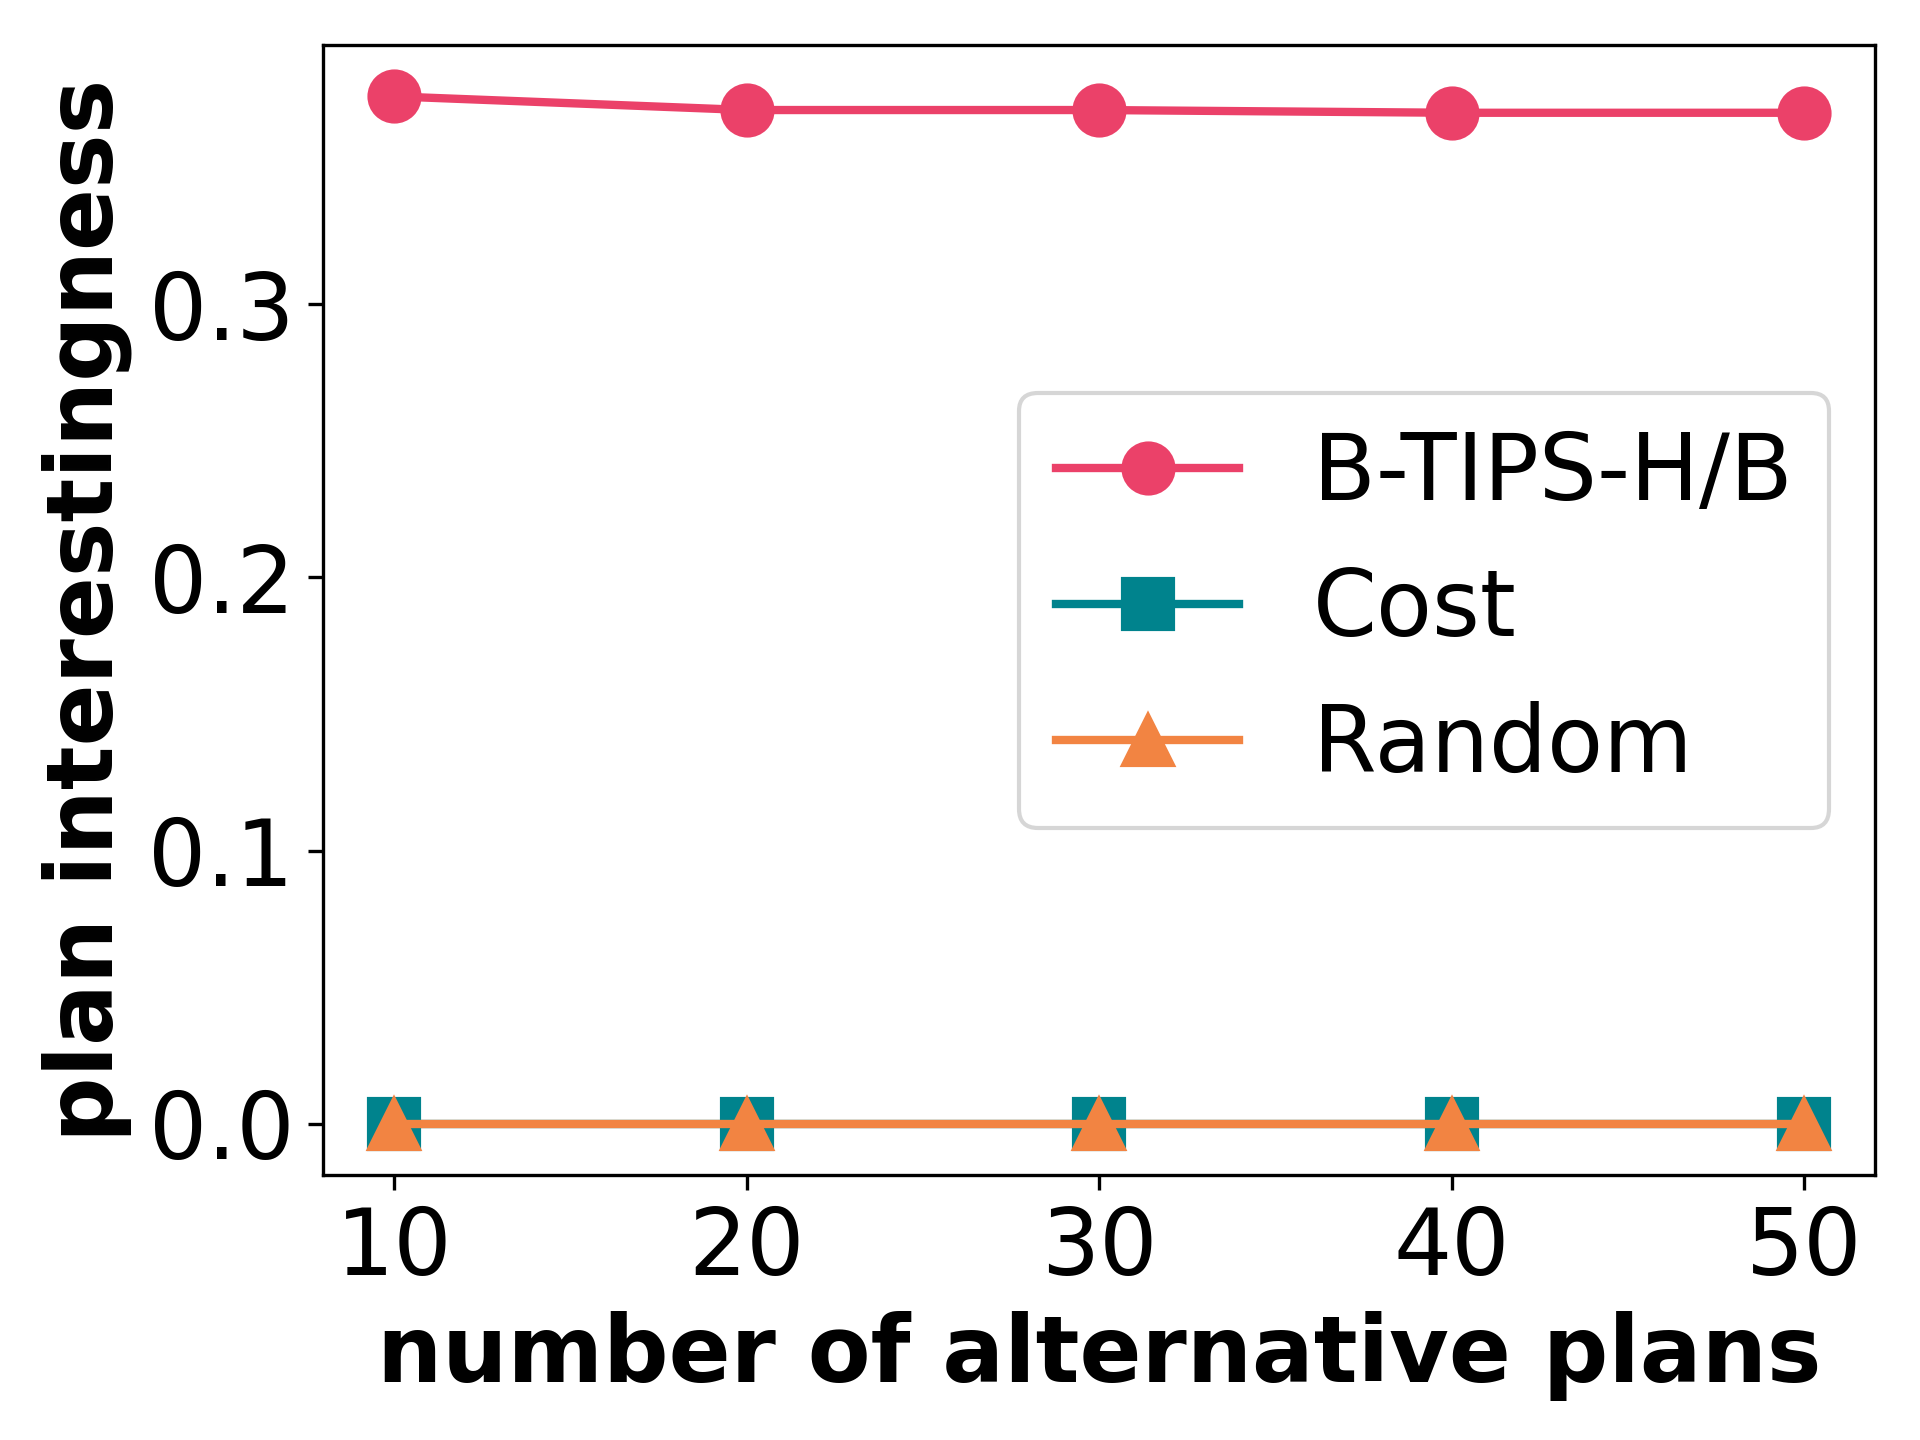 plan interestingness
0.3
0.2
0.1
0.0
B-TIPS-H/B
Cost
Random
10 20 30 40 50
number of alternative plans